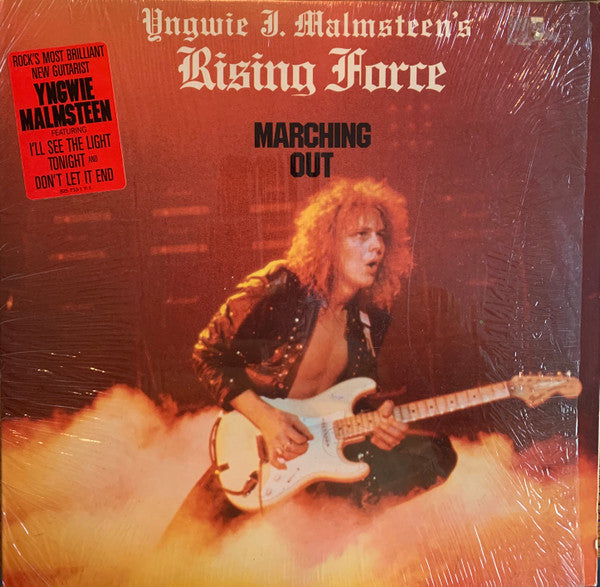 Yngwie J. Malmsteen's
Rising Force
MARCHING
OUT
ROCK'S MOST BRILLIANT
NEW GUITARIST
YNGWIE
MALMSTEEN
FEATURING
I'LL SEE THE LIGHT
TONIGHT AND
DON'T LET IT END